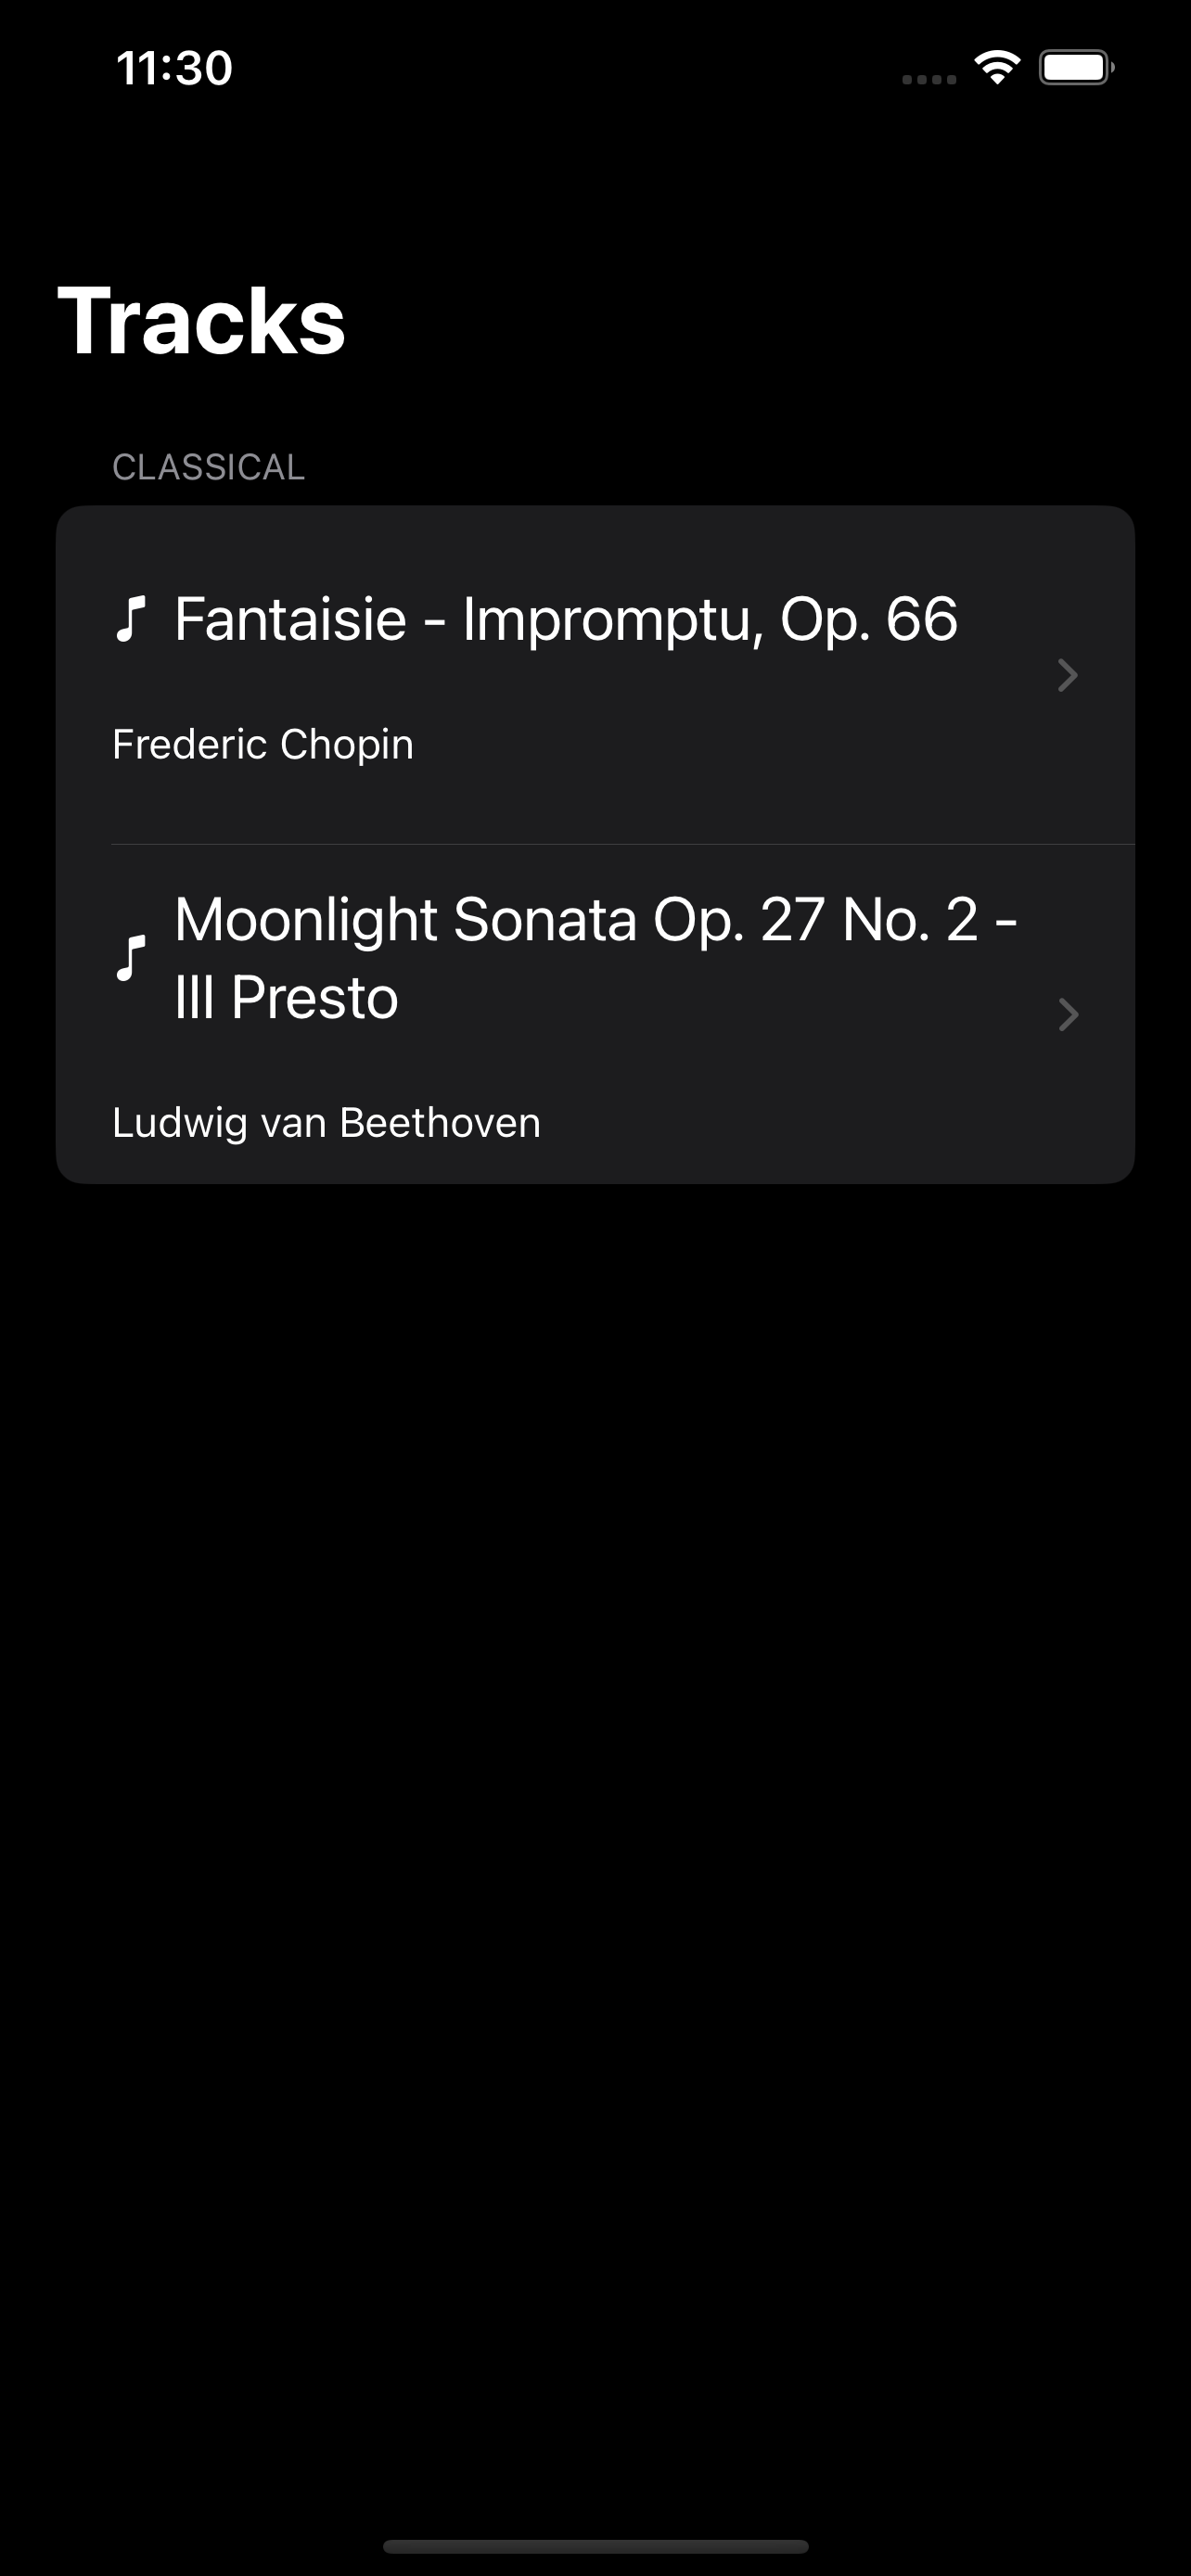 11:30
Tracks
CLASSICAL
Fantaisie - Impromptu, Op. 66
Frederic Chopin
Moonlight Sonata Op. 27 No. 2 -
III Presto
Ludwig van Beethoven